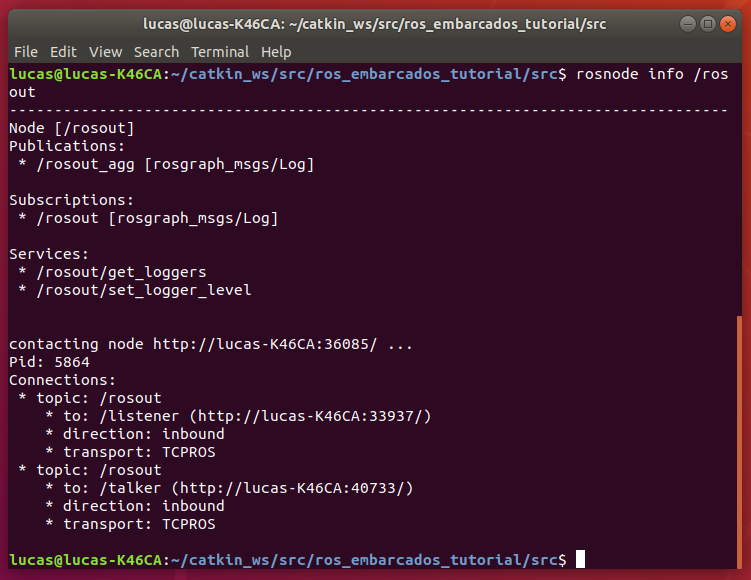 lucas@lucas-K46CA: ~/catkin_ws/src/ros_embarcados_tutorial/src
File Edit View Search Terminal Help
lucas@lucas-K46CA:~/catkin_ws/src/ros_embarcados_tutorial/src$ rosnode info /ros
out
--------------------------------------------------------------------------------
Node [/rosout]
Publications:
 * /rosout_agg [rosgraph_msgs/Log]

Subscriptions:
 * /rosout [rosgraph_msgs/Log]

Services:
 * /rosout/get_loggers
 * /rosout/set_logger_level


contacting node http://lucas-K46CA:36085/ ...
Pid: 5864
Connections:
 * topic: /rosout
    * to: /listener (http://lucas-K46CA:33937/)
    * direction: inbound
    * transport: TCPROS
 * topic: /rosout
    * to: /talker (http://lucas-K46CA:40733/)
    * direction: inbound
    * transport: TCPROS

lucas@lucas-K46CA:~/catkin_ws/src/ros_embarcados_tutorial/src$